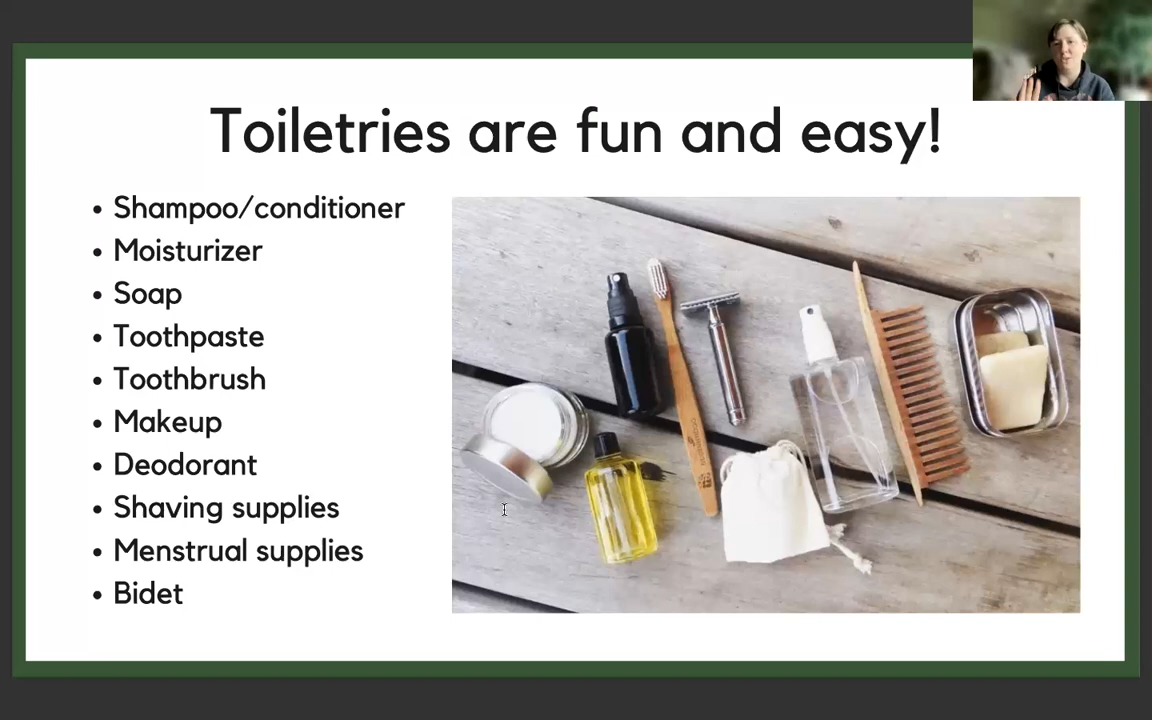 Toiletries are fun and easy!
• Shampoo/conditioner
• Moisturizer
• Soap
• Toothpaste
• Toothbrush
• Makeup
• Deodorant
• Shaving supplies
• Menstrual supplies
• Bidet